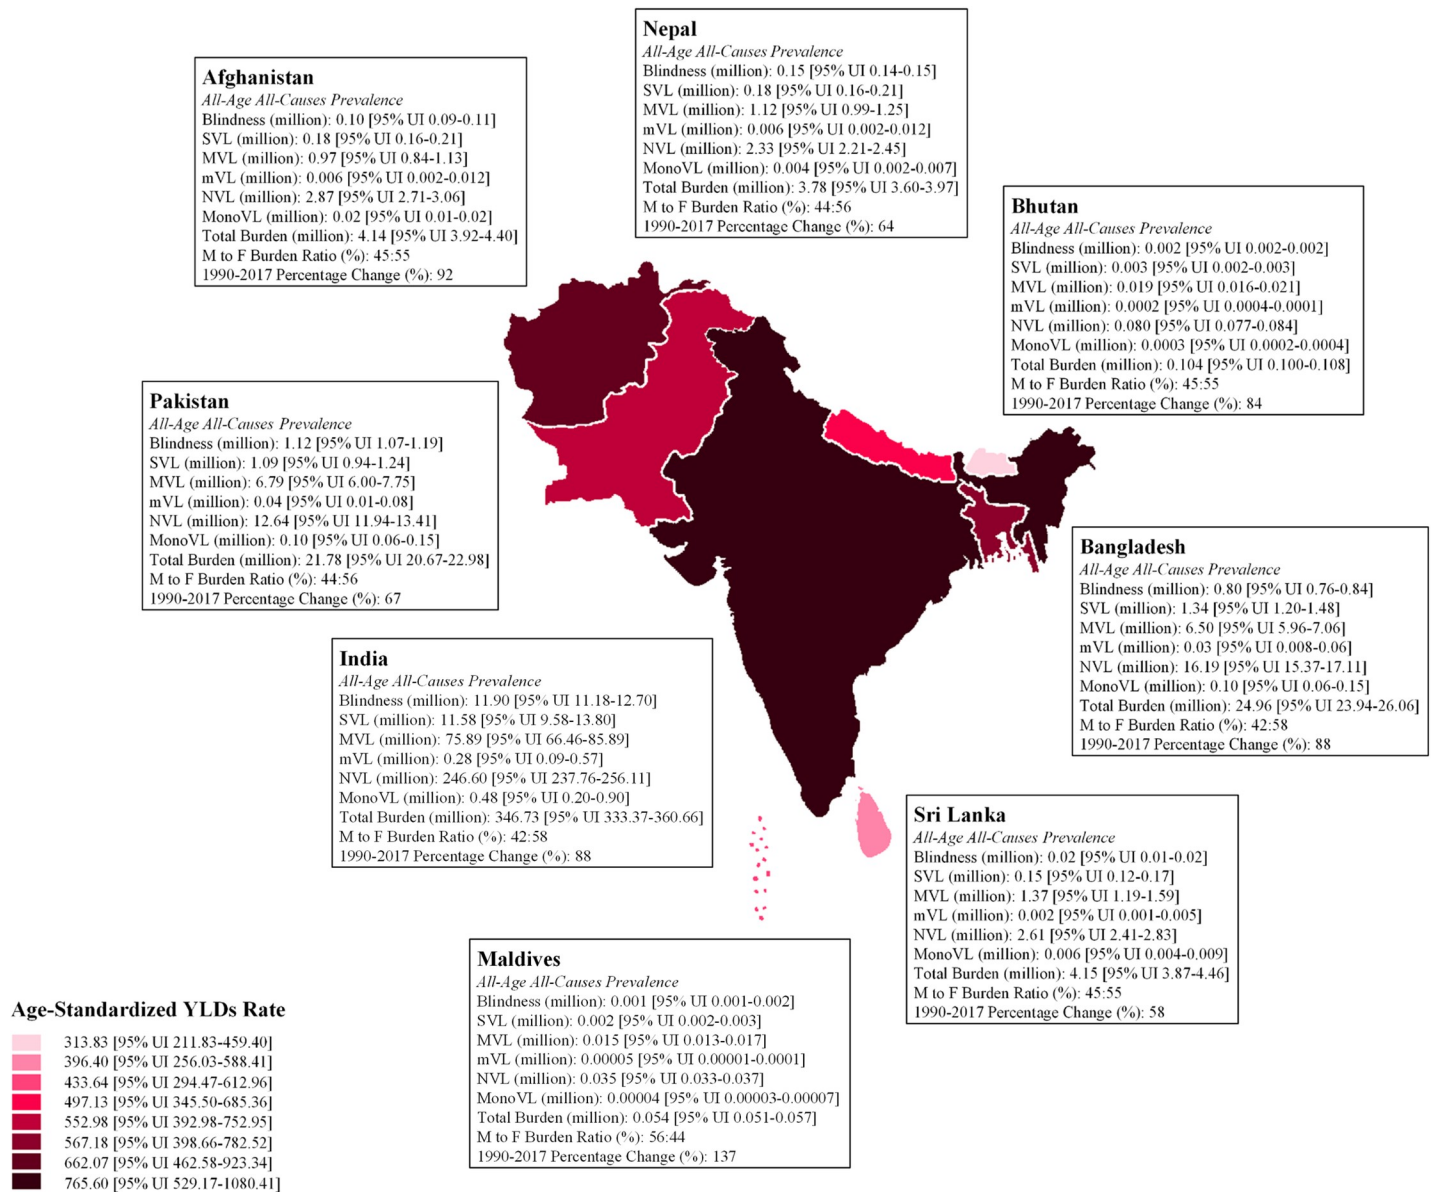 Nepal
All-Age All-Causes Prevalence
Blindness (million): 0.15 [95% UI 0.14-0.15]
SVL (million): 0.18 [95% UI 0.16-0.21]
MVL (million): 1.12 [95% UI 0.99-1.25]
mVL (million): 0.006 [95% UI 0.002-0.012]
NVL (million): 2.33 [95% UI 2.21-2.45]
MonoVL (million): 0.004 [95% UI 0.002-0.007]
Total Burden (million): 3.78 [95% UI 3.60-3.97]
M to F Burden Ratio (%): 44:56
1990-2017 Percentage Change (%): 64
Afghanistan
All-Age All-Causes Prevalence
Blindness (million): 0.10 [95% UI 0.09-0.11]
SVL (million): 0.18 [95% UI 0.16-0.21]
MVL (million): 0.97 [95% UI 0.84-1.13]
mVL (million): 0.006 [95% UI 0.002-0.012]
NVL (million): 2.87 [95% UI 2.71-3.06]
MonoVL (million): 0.02 [95% UI 0.01-0.02]
Total Burden (million): 4.14 [95% UI 3.92-4.40]
M to F Burden Ratio (%): 45:55
1990-2017 Percentage Change (%): 92
Bhutan
All-Age All-Causes Prevalence
Blindness (million): 0.002 [95% UI 0.002-0.002]
SVL (million): 0.003 [95% UI 0.002-0.003]
MVL (million): 0.019 [95% UI 0.016-0.021]
mVL (million): 0.0002 [95% UI 0.0004-0.0001]
NVL (million): 0.080 [95% UI 0.077-0.084]
MonoVL (million): 0.0003 [95% UI 0.0002-0.0004]
Total Burden (million): 0.104 [95% UI 0.100-0.108]
M to F Burden Ratio (%): 45:55
1990-2017 Percentage Change (%): 84
Pakistan
All-Age All-Causes Prevalence
Blindness (million): 1.12 [95% UI 1.07-1.19]
SVL (million): 1.09 [95% UI 0.94-1.24]
MVL (million): 6.79 [95% UI 6.00-7.75]
mVL (million): 0.04 [95% UI 0.01-0.08]
NVL (million): 12.64 [95% UI 11.94-13.41]
MonoVL (million): 0.10 [95% UI 0.06-0.15]
Total Burden (million): 21.78 [95% UI 20.67-22.98]
M to F Burden Ratio (%): 44:56
1990-2017 Percentage Change (%): 67
Bangladesh
All-Age All-Causes Prevalence
Blindness (million): 0.80 [95% UI 0.76-0.84]
SVL (million): 1.34 [95% UI 1.20-1.48]
MVL (million): 6.50 [95% UI 5.96-7.06]
mVL (million): 0.03 [95% UI 0.008-0.06]
NVL (million): 16.19 [95% UI 15.37-17.11]
MonoVL (million): 0.10 [95% UI 0.06-0.15]
Total Burden (million): 24.96 [95% UI 23.94-26.06]
M to F Burden Ratio (%): 42:58
1990-2017 Percentage Change (%): 88
India
All-Age All-Causes Prevalence
Blindness (million): 11.90 [95% UI 11.18-12.70]
SVL (million): 11.58 [95% UI 9.58-13.80]
MVL (million): 75.89 [95% UI 66.46-85.89]
mVL (million): 0.28 [95% UI 0.09-0.57]
NVL (million): 246.60 [95% UI 237.76-256.11]
MonoVL (million): 0.48 [95% UI 0.20-0.90]
Total Burden (million): 346.73 [95% UI 333.37-360.66]
M to F Burden Ratio (%): 42:58
1990-2017 Percentage Change (%): 88
Sri Lanka
All-Age All-Causes Prevalence
Blindness (million): 0.02 [95% UI 0.01-0.02]
SVL (million): 0.15 [95% UI 0.12-0.17]
MVL (million): 1.37 [95% UI 1.19-1.59]
mVL (million): 0.002 [95% UI 0.001-0.005]
NVL (million): 2.61 [95% UI 2.41-2.83]
MonoVL (million): 0.006 [95% UI 0.004-0.009]
Total Burden (million): 4.15 [95% UI 3.87-4.46]
M to F Burden Ratio (%): 45:55
1990-2017 Percentage Change (%): 58
Maldives
All-Age All-Causes Prevalence
Blindness (million): 0.001 [95% UI 0.001-0.002]
SVL (million): 0.002 [95% UI 0.002-0.003]
MVL (million): 0.015 [95% UI 0.013-0.017]
mVL (million): 0.00005 [95% UI 0.00001-0.0001]
NVL (million): 0.035 [95% UI 0.033-0.037]
MonoVL (million): 0.00004 [95% UI 0.00003-0.00007]
Total Burden (million): 0.054 [95% UI 0.051-0.057]
M to F Burden Ratio (%): 56:44
1990-2017 Percentage Change (%): 137
Age-Standardized YLDs Rate
313.83 [95% UI 211.83-459.40]
396.40 [95% UI 256.03-588.41]
433.64 [95% UI 294.47-612.96]
497.13 [95% UI 345.50-685.36]
552.98 [95% UI 392.98-752.95]
567.18 [95% UI 398.66-782.52]
662.07 [95% UI 462.58-923.34]
765.60 [95% UI 529.17-1080.41]